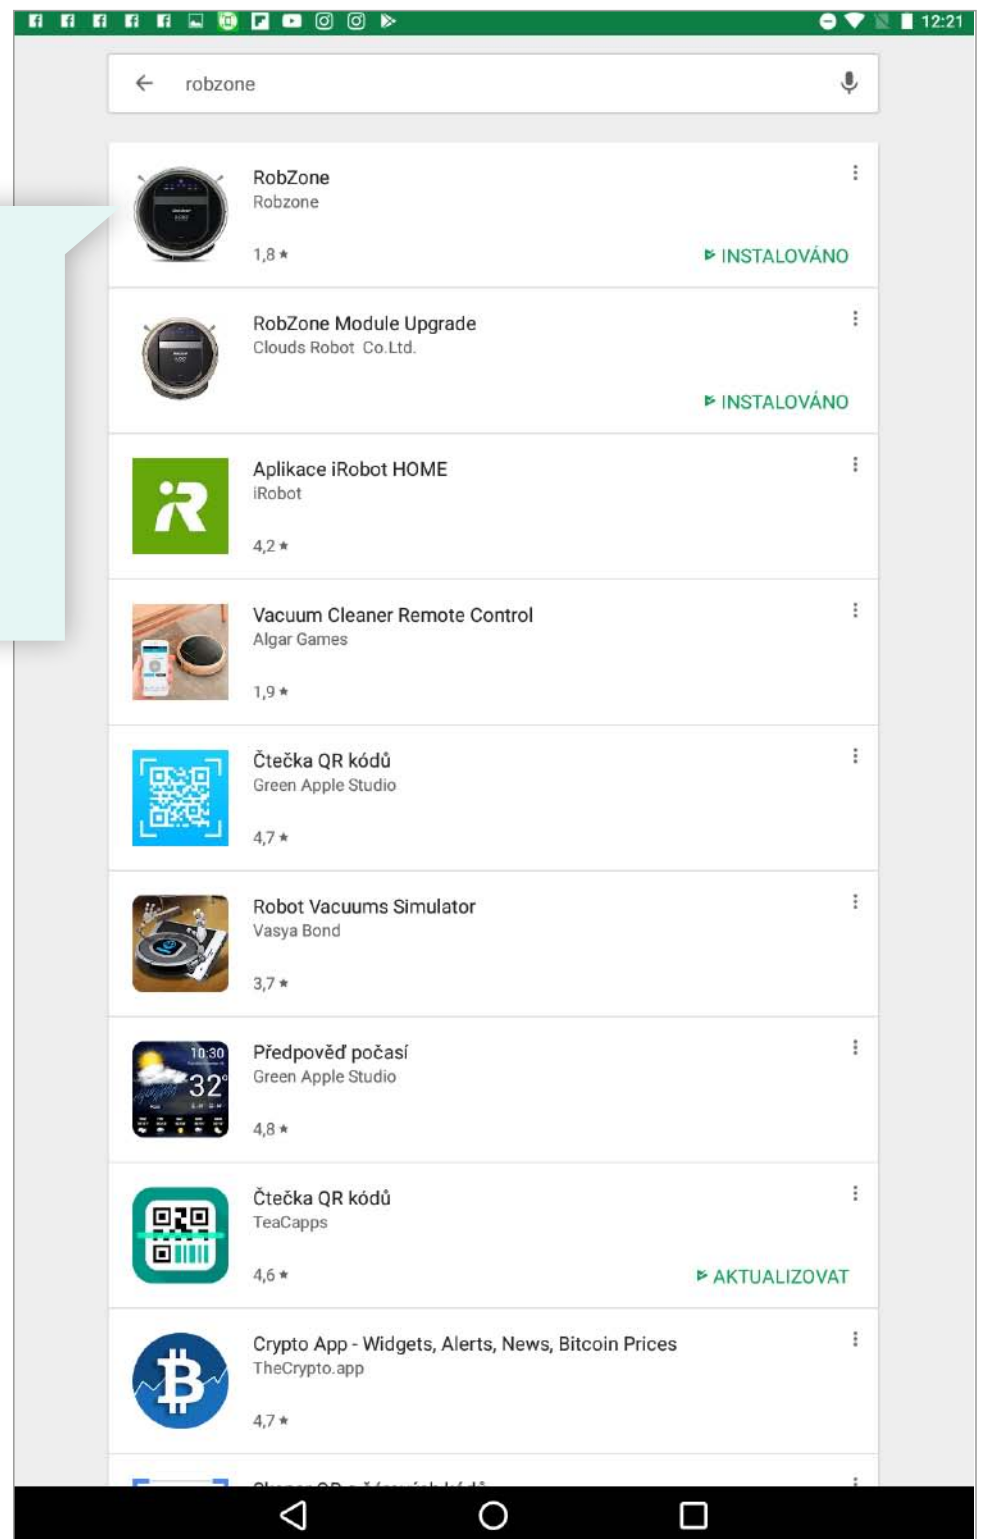 12:21
robzone
RobZone
Robzone
1,8 ★
INSTALOVÁNO
RobZone Module Upgrade
Clouds Robot Co.Ltd.
INSTALOVÁNO
Aplikace iRobot HOME
iRobot
4,2 ★
Vacuum Cleaner Remote Control
Algar Games
1,9 ★
Čtečka QR kódů
Green Apple Studio
4,7 ★
Robot Vacuums Simulator
Vasya Bond
3,7 ★
10:30
32°
Předpověď počasí
Green Apple Studio
4,8 ★
Čtečka QR kódů
TeaCapps
4,6 ★
AKTUALIZOVAT
Crypto App - Widgets, Alerts, News, Bitcoin Prices
TheCrypto.app
4,7 ★